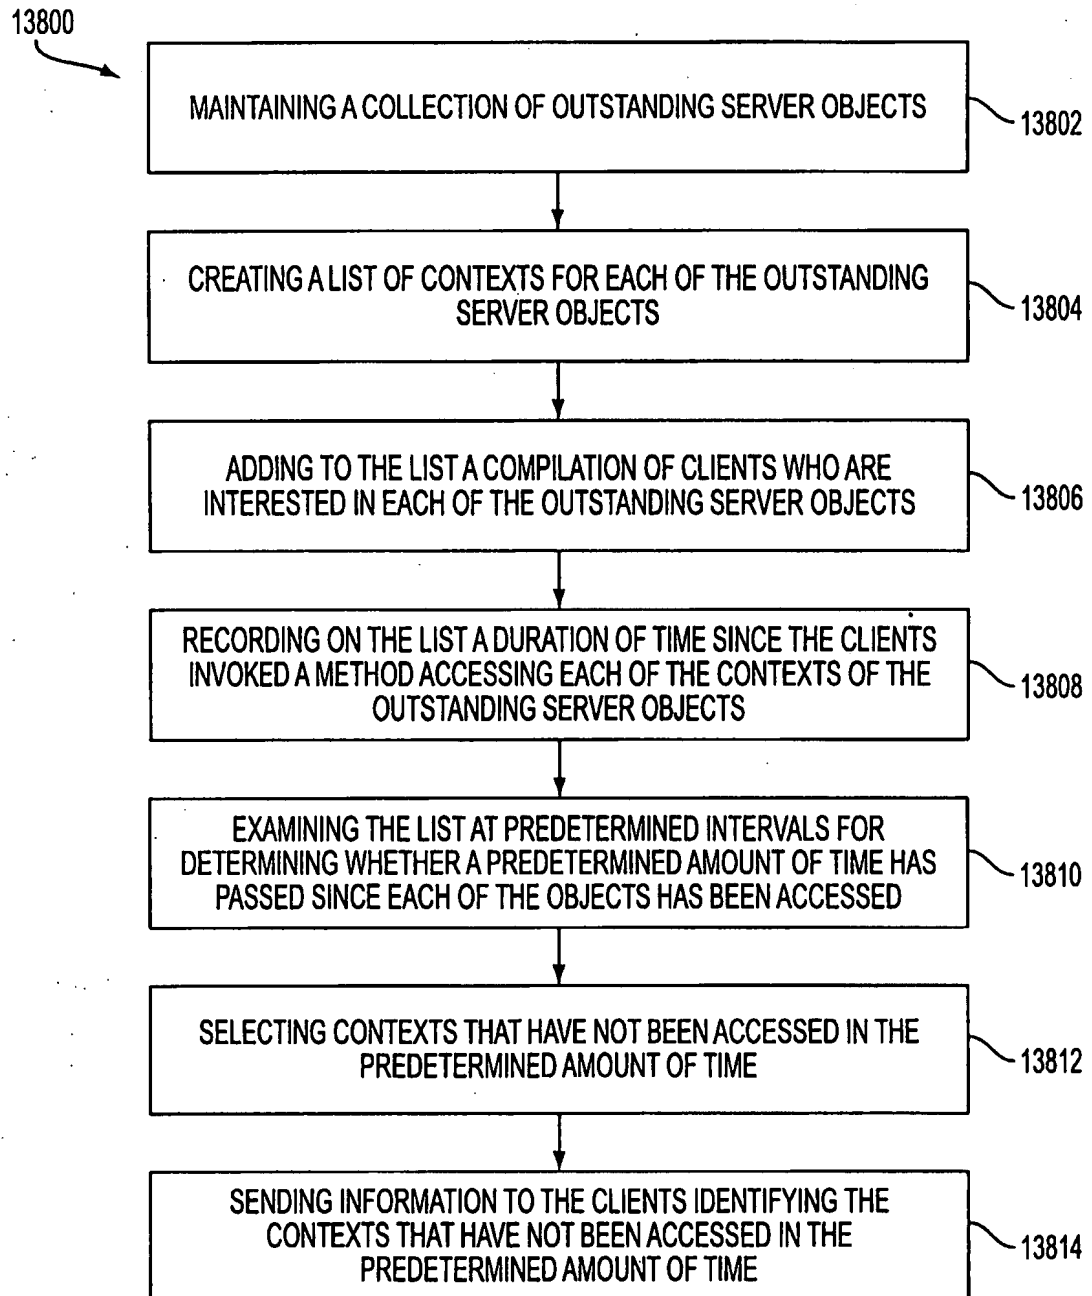 13800
MAINTAINING A COLLECTION OF OUTSTANDING SERVER OBJECTS
13802
CREATING A LIST OF CONTEXTS FOR EACH OF THE OUTSTANDING
SERVER OBJECTS
13804
ADDING TO THE LIST A COMPILATION OF CLIENTS WHO ARE
INTERESTED IN EACH OF THE OUTSTANDING SERVER OBJECTS
13806
RECORDING ON THE LIST A DURATION OF TIME SINCE THE CLIENTS
INVOKED A METHOD ACCESSING EACH OF THE CONTEXTS OF THE
OUTSTANDING SERVER OBJECTS
13808
EXAMINING THE LIST AT PREDETERMINED INTERVALS FOR
DETERMINING WHETHER A PREDETERMINED AMOUNT OF TIME HAS
PASSED SINCE EACH OF THE OBJECTS HAS BEEN ACCESSED
13810
SELECTING CONTEXTS THAT HAVE NOT BEEN ACCESSED IN THE
PREDETERMINED AMOUNT OF TIME
13812
SENDING INFORMATION TO THE CLIENTS IDENTIFYING THE
CONTEXTS THAT HAVE NOT BEEN ACCESSED IN THE
PREDETERMINED AMOUNT OF TIME
13814